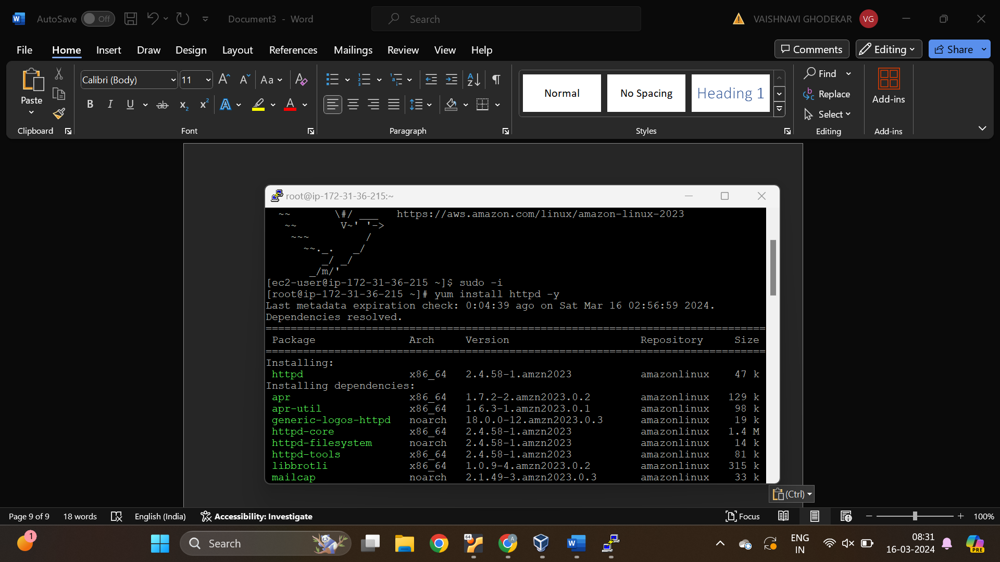 AutoSave Off Document3 - Word Search VAISHNAVI GHODEKAR VG
File Home Insert Draw Design Layout References Mailings Review View Help Comments Editing Share
Calibri (Body) 11 Aa
Paste
Normal No Spacing Heading 1
Find
Replace
Select
Add-ins
Clipboard Font Paragraph Styles Editing Add-ins
root@ip-172-31-36-215:~
~~ \#/ ___ https://aws.amazon.com/linux/amazon-linux-2023
~~ V~' '->
~~~ /
~~._. _/
_/ _/
_/m/'
[ec2-user@ip-172-31-36-215 ~]$ sudo -i
[root@ip-172-31-36-215 ~]# yum install httpd -y
Last metadata expiration check: 0:04:39 ago on Sat Mar 16 02:56:59 2024.
Dependencies resolved.
================================================================================
Package Arch Version Repository Size
================================================================================
Installing:
httpd x86_64 2.4.58-1.amzn2023 amazonlinux 47 k
Installing dependencies:
apr x86_64 1.7.2-2.amzn2023.0.2 amazonlinux 129 k
apr-util x86_64 1.6.3-1.amzn2023.0.1 amazonlinux 98 k
generic-logos-httpd noarch 18.0.0-12.amzn2023.0.3 amazonlinux 19 k
httpd-core x86_64 2.4.58-1.amzn2023 amazonlinux 1.4 M
httpd-filesystem noarch 2.4.58-1.amzn2023 amazonlinux 14 k
httpd-tools x86_64 2.4.58-1.amzn2023 amazonlinux 81 k
libbrotli x86_64 1.0.9-4.amzn2023.0.2 amazonlinux 315 k
mailcap noarch 2.1.49-3.amzn2023.0.3 amazonlinux 33 k
(Ctrl)
Page 9 of 9 18 words English (India) Accessibility: Investigate Focus 100%
1 Search 64 A ENG IN 08:31 16-03-2024 PRE